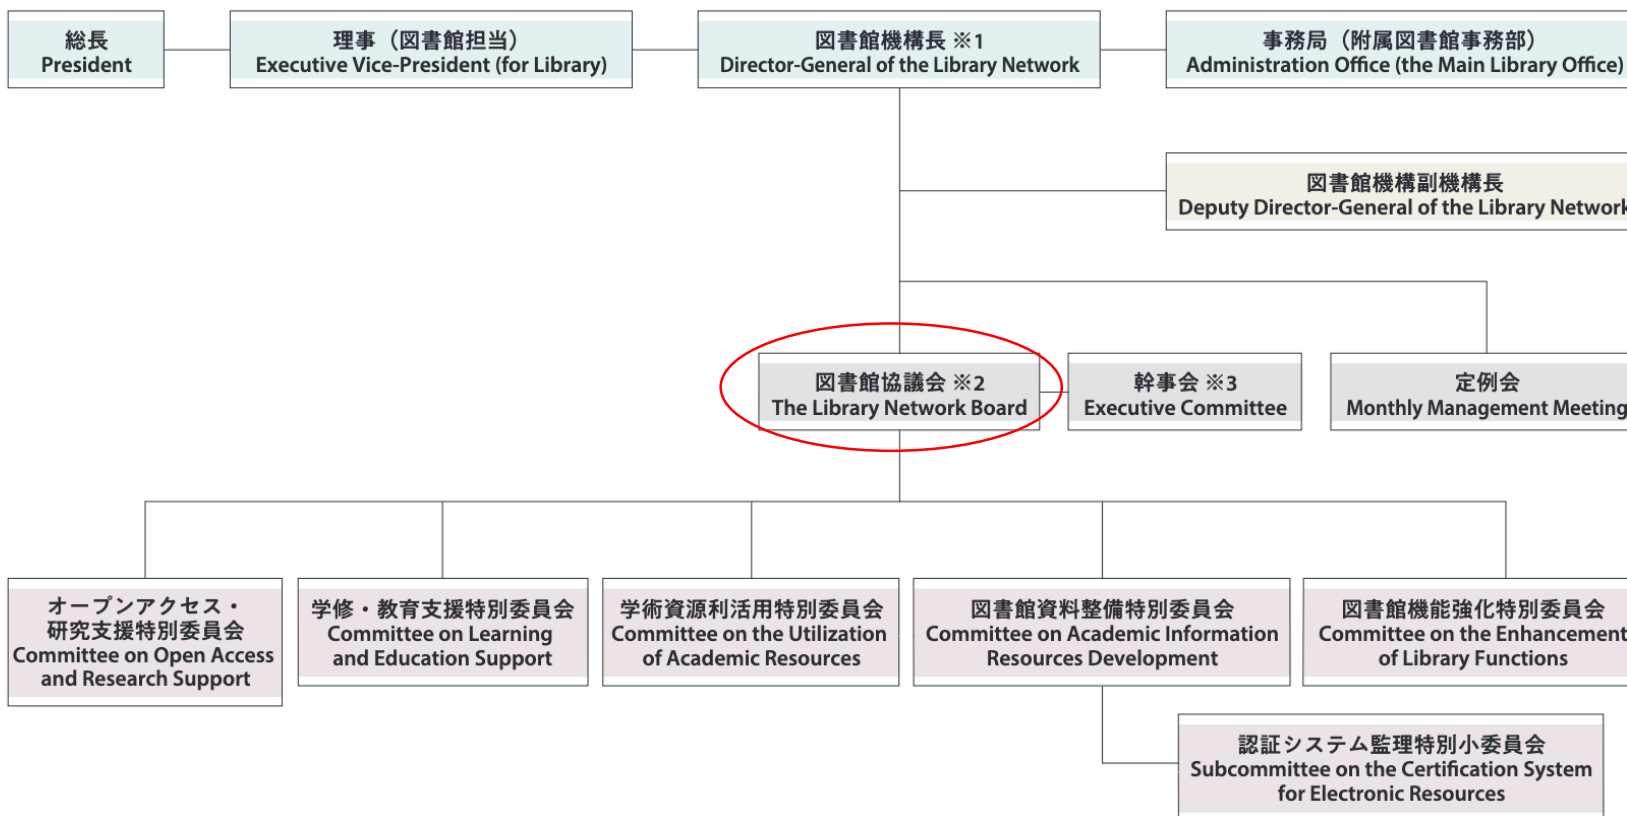 総長
President
理事（図書館担当）
Executive Vice-President (for Library)
図書館機構長 ※1
Director-General of the Library Network
事務局（附属図書館事務部）
Administration Office (the Main Library Office)
図書館機構副機構長
Deputy Director-General of the Library Network
図書館協議会 ※2
The Library Network Board
幹事会 ※3
Executive Committee
定例会
Monthly Management Meeting
オープンアクセス・
研究支援特別委員会
Committee on Open Access
and Research Support
学修・教育支援特別委員会
Committee on Learning
and Education Support
学術資源利活用特別委員会
Committee on the Utilization
of Academic Resources
図書館資料整備特別委員会
Committee on Academic Information
Resources Development
図書館機能強化特別委員会
Committee on the Enhancement
of Library Functions
認証システム監理特別小委員会
Subcommittee on the Certification System
for Electronic Resources